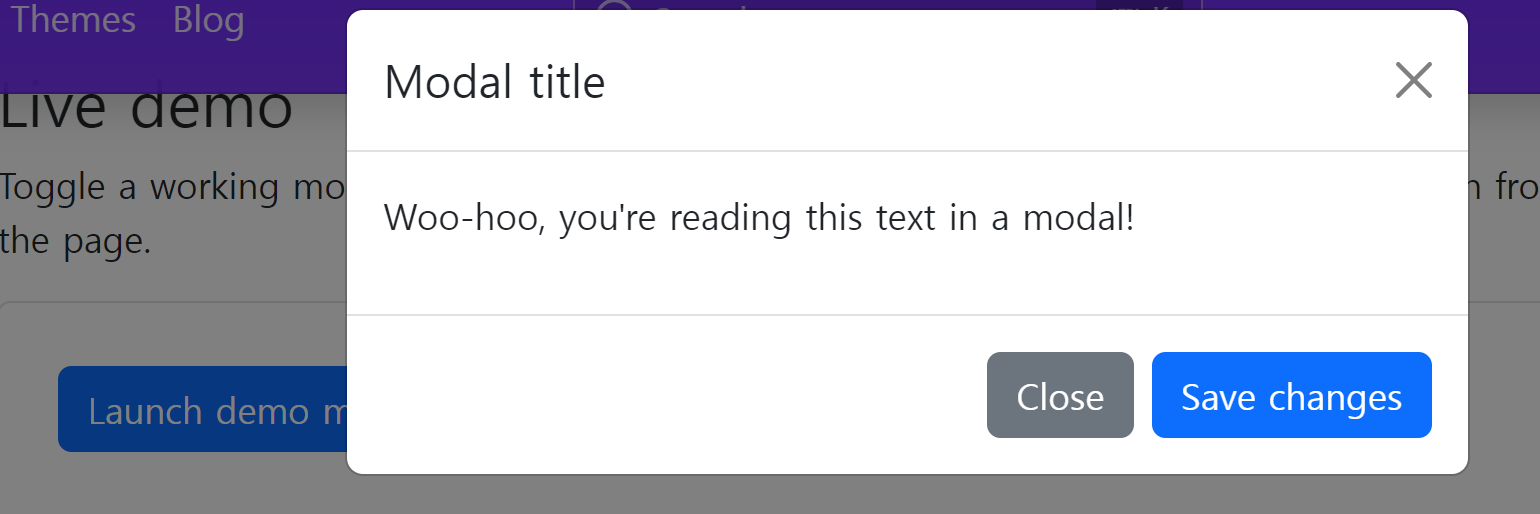 Themes Blog
Modal title
Live demo
Toggle a working
the page.
Woo-hoo, you're reading this text in a modal!
Launch demo
Close Save changes